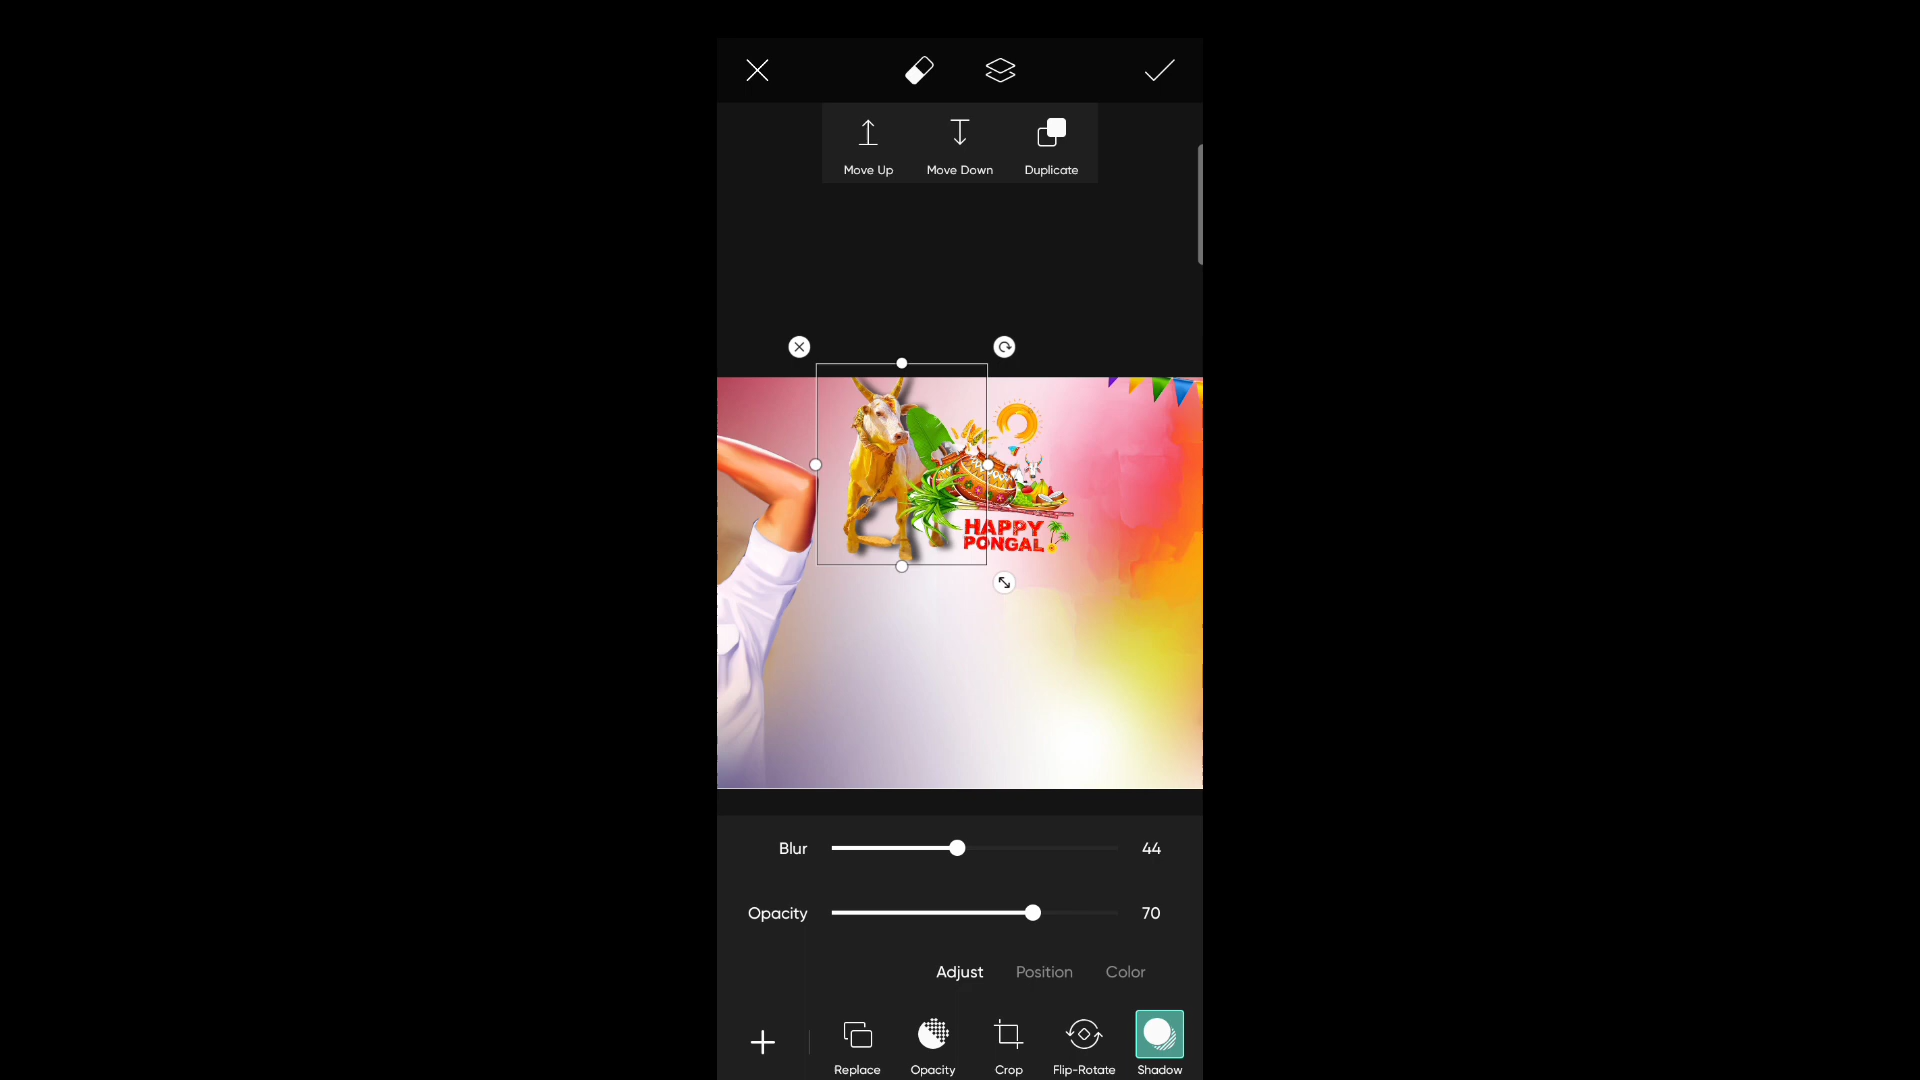 Move Up
Move Down
Duplicate
HAPPY
PONGAL
Blur
44
Opacity
70
Adjust
Position
Color
Replace
Opacity
Crop
Flip-Rotate
Shadow